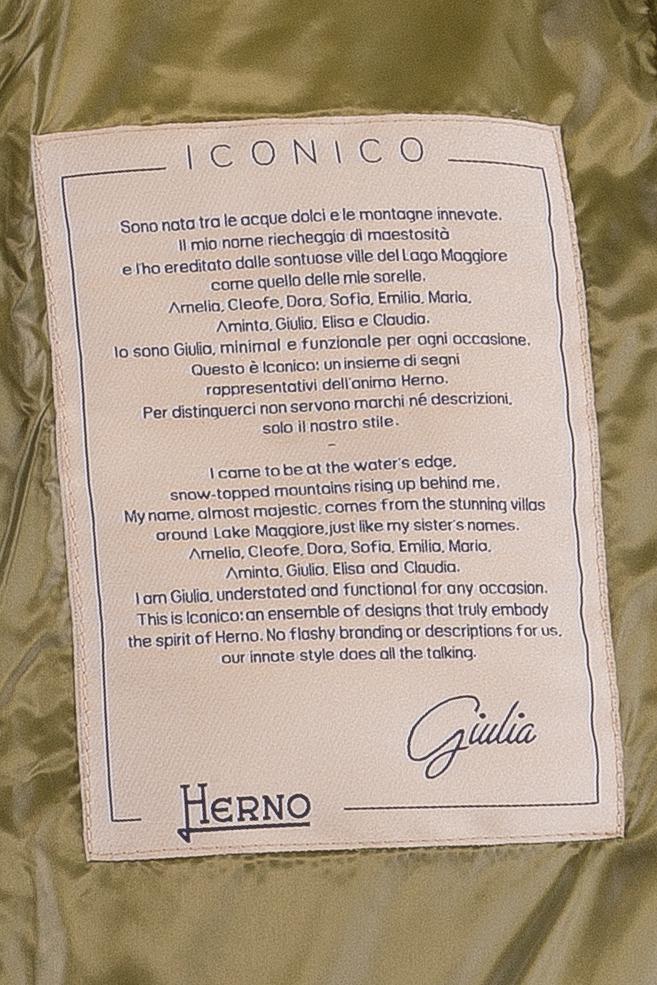 ICONICO
Sono nata tra le acque dolci e le montagne innevate.
Il mio nome riecheggia di maestosità
e l'ho ereditato dalle sontuose ville del Lago Maggiore
come quello delle mie sorelle.
Amelia, Cleofe, Dora, Sofia, Emilia, Maria,
Aminta, Giulia, Elisa e Claudia.
Io sono Giulia, minimal e funzionale per ogni occasione.
Questo è Iconico: un insieme di segni
rappresentativi dell'anima Herno.
Per distinguerci non servono marchi né descrizioni,
solo il nostro stile.
–
I came to be at the water's edge,
snow-topped mountains rising up behind me.
My name, almost majestic, comes from the stunning villas
around Lake Maggiore, just like my sister's names.
Amelia, Cleofe, Dora, Sofia, Emilia, Maria,
Aminta, Giulia, Elisa and Claudia.
I am Giulia, understated and functional for any occasion.
This is Iconico: an ensemble of designs that truly embody
the spirit of Herno. No flashy branding or descriptions for us,
our innate style does all the talking.
Giulia
HERNO